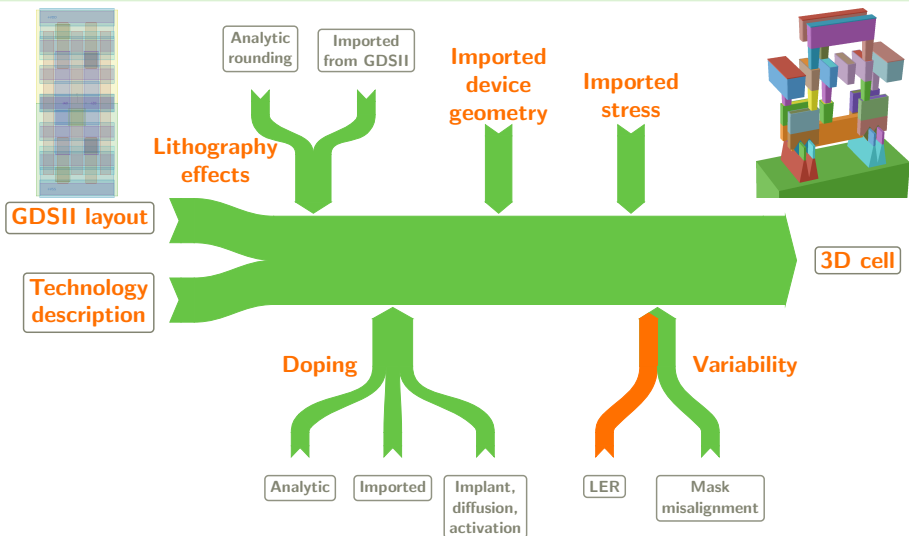 Analytic
rounding
Imported
from GDSII
Imported
device
geometry
Imported
stress
Lithography
effects
GDSII layout
Technology
description
3D cell
Doping
Variability
Analytic
Imported
Implant,
diffusion,
activation
LER
Mask
misalignment